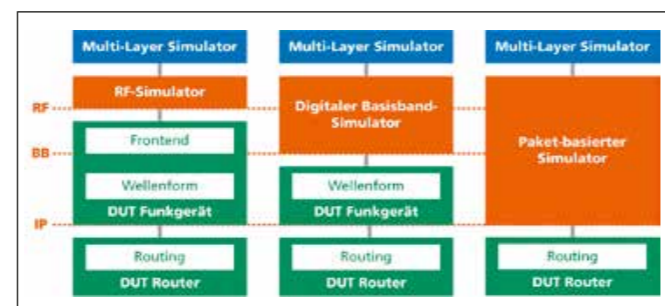 Multi-Layer Simulator
Multi-Layer Simulator
Multi-Layer Simulator
RF-Simulator
RF
Digitaler Basisband-
Simulator
Paket-basierter
Simulator
Frontend
BB
Wellenform
DUT Funkgerät
Wellenform
DUT Funkgerät
IP
Routing
DUT Router
Routing
DUT Router
Routing
DUT Router